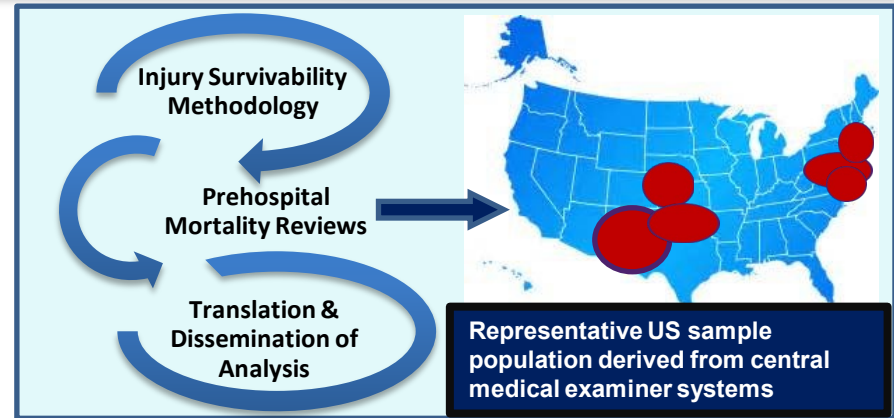 Injury Survivability
Methodology
Prehospital
Mortality Reviews
Translation &
Dissemination of
Analysis
Representative US sample
population derived from central
medical examiner systems